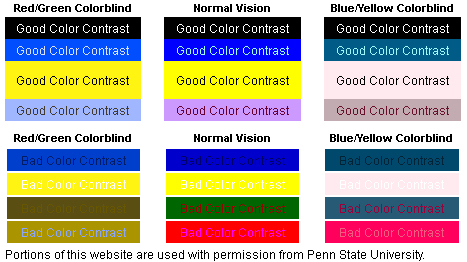 Red/Green Colorblind Normal Vision Blue/Yellow Colorblind
Good Color Contrast Good Color Contrast Good Color Contrast
Good Color Contrast Good Color Contrast Good Color Contrast
Good Color Contrast Good Color Contrast Good Color Contrast
Good Color Contrast Good Color Contrast Good Color Contrast
Red/Green Colorblind Normal Vision Blue/Yellow Colorblind
Bad Color Contrast Bad Color Contrast Bad Color Contrast
Bad Color Contrast Bad Color Contrast Bad Color Contrast
Bad Color Contrast Bad Color Contrast Bad Color Contrast
Bad Color Contrast Bad Color Contrast Bad Color Contrast
Portions of this website are used with permission from Penn State University.